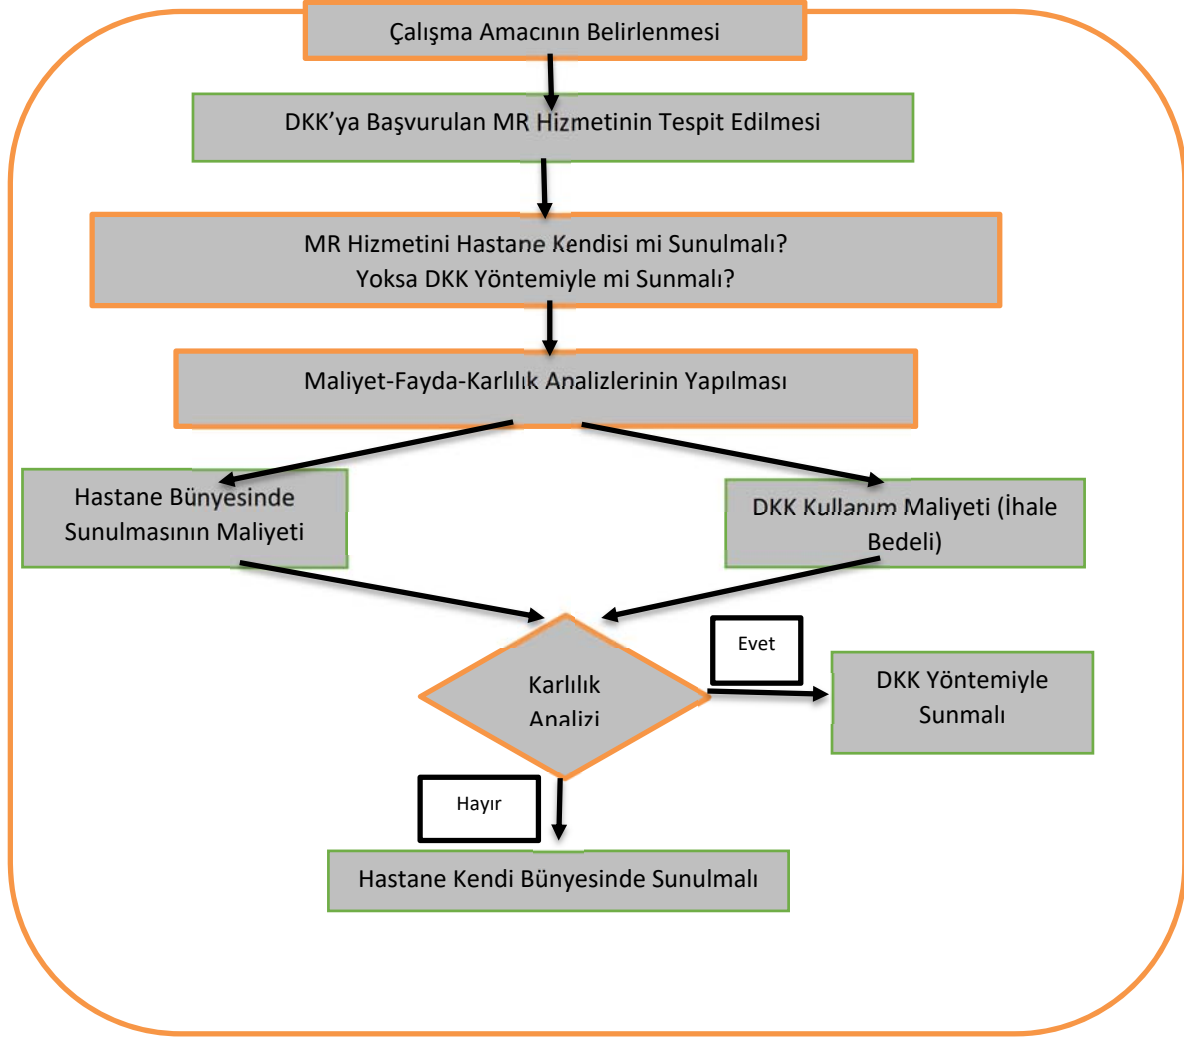 Çalışma Amacının Belirlenmesi
DKK’ya Başvurulan MR Hizmetinin Tespit Edilmesi
MR Hizmetini Hastane Kendisi mi Sunulmalı?
Yoksa DKK Yöntemiyle mi Sunmalı?
Maliyet-Fayda-Karlılık Analizlerinin Yapılması
Hastane Bünyesinde
Sunulmasının Maliyeti
DKK Kullanım Maliyeti (İhale
Bedeli)
Evet
Karlılık
Analizi
DKK Yöntemiyle
Sunmalı
Hayır
Hastane Kendi Bünyesinde Sunulmalı